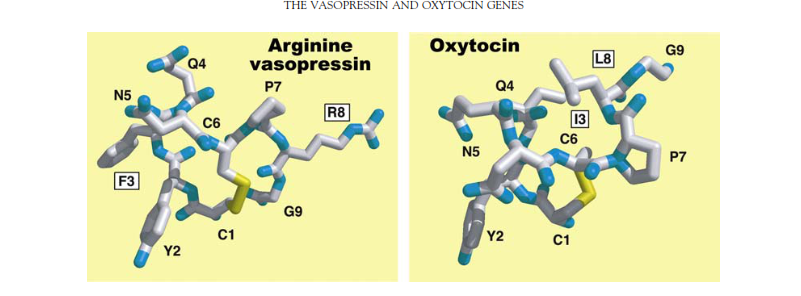 THE VASOPRESSIN AND OXYTOCIN GENES
Arginine
vasopressin
Q4
N5
P7
R8
C6
F3
G9
C1
Y2
Oxytocin
L8
G9
Q4
I3
C6
N5
P7
Y2
C1